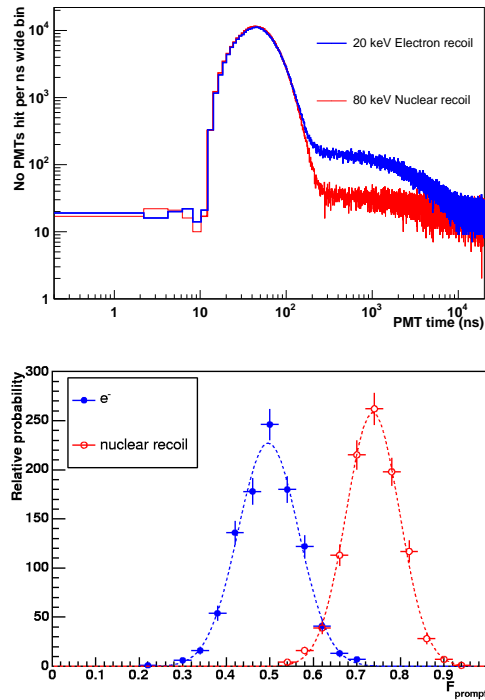 No PMTs hit per ns wide bin
10⁴
10³
10²
10
1
20 keV Electron recoil
80 keV Nuclear recoil
1 10 10² 10³ 10⁴
PMT time (ns)
Relative probability
300
250
200
150
100
50
0
e⁻
nuclear recoil
0 0.1 0.2 0.3 0.4 0.5 0.6 0.7 0.8 0.9
F_prompt